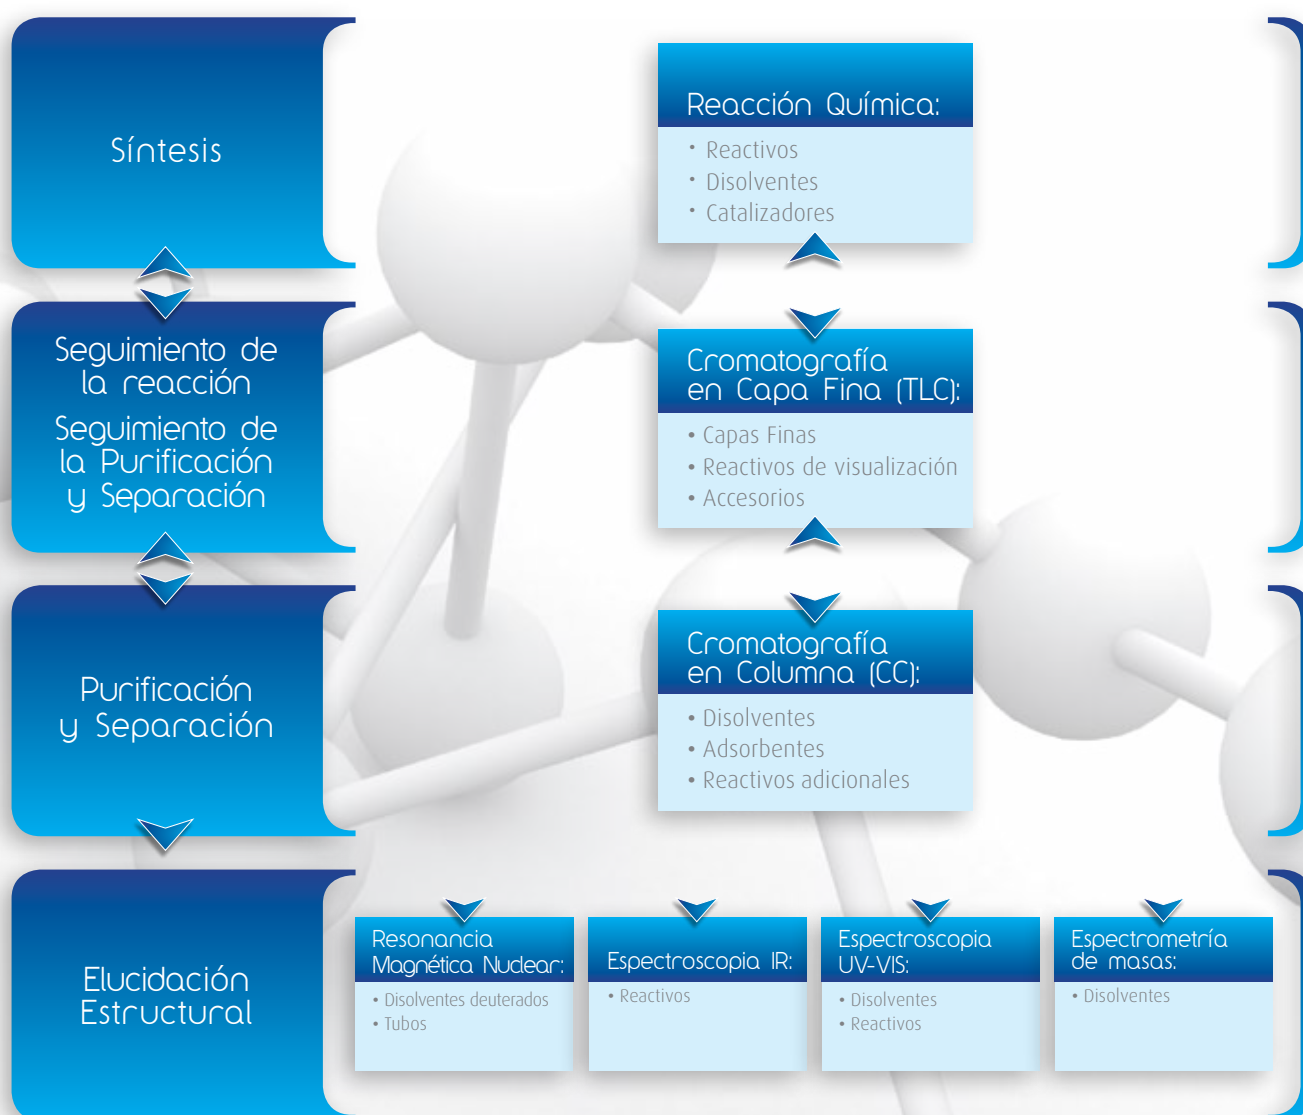 Síntesis
Reacción Química:
• Reactivos
• Disolventes
• Catalizadores
Seguimiento de
la reacción
Seguimiento de
la Purificación
y Separación
Cromatografía
en Capa Fina (TLC):
• Capas Finas
• Reactivos de visualización
• Accesorios
Purificación
y Separación
Cromatografía
en Columna (CC):
• Disolventes
• Adsorbentes
• Reactivos adicionales
Elucidación
Estructural
Resonancia
Magnética Nuclear:
• Disolventes deuterados
• Tubos
Espectroscopia IR:
• Reactivos
Espectroscopia
UV-VIS:
• Disolventes
• Reactivos
Espectrometría
de masas:
• Disolventes